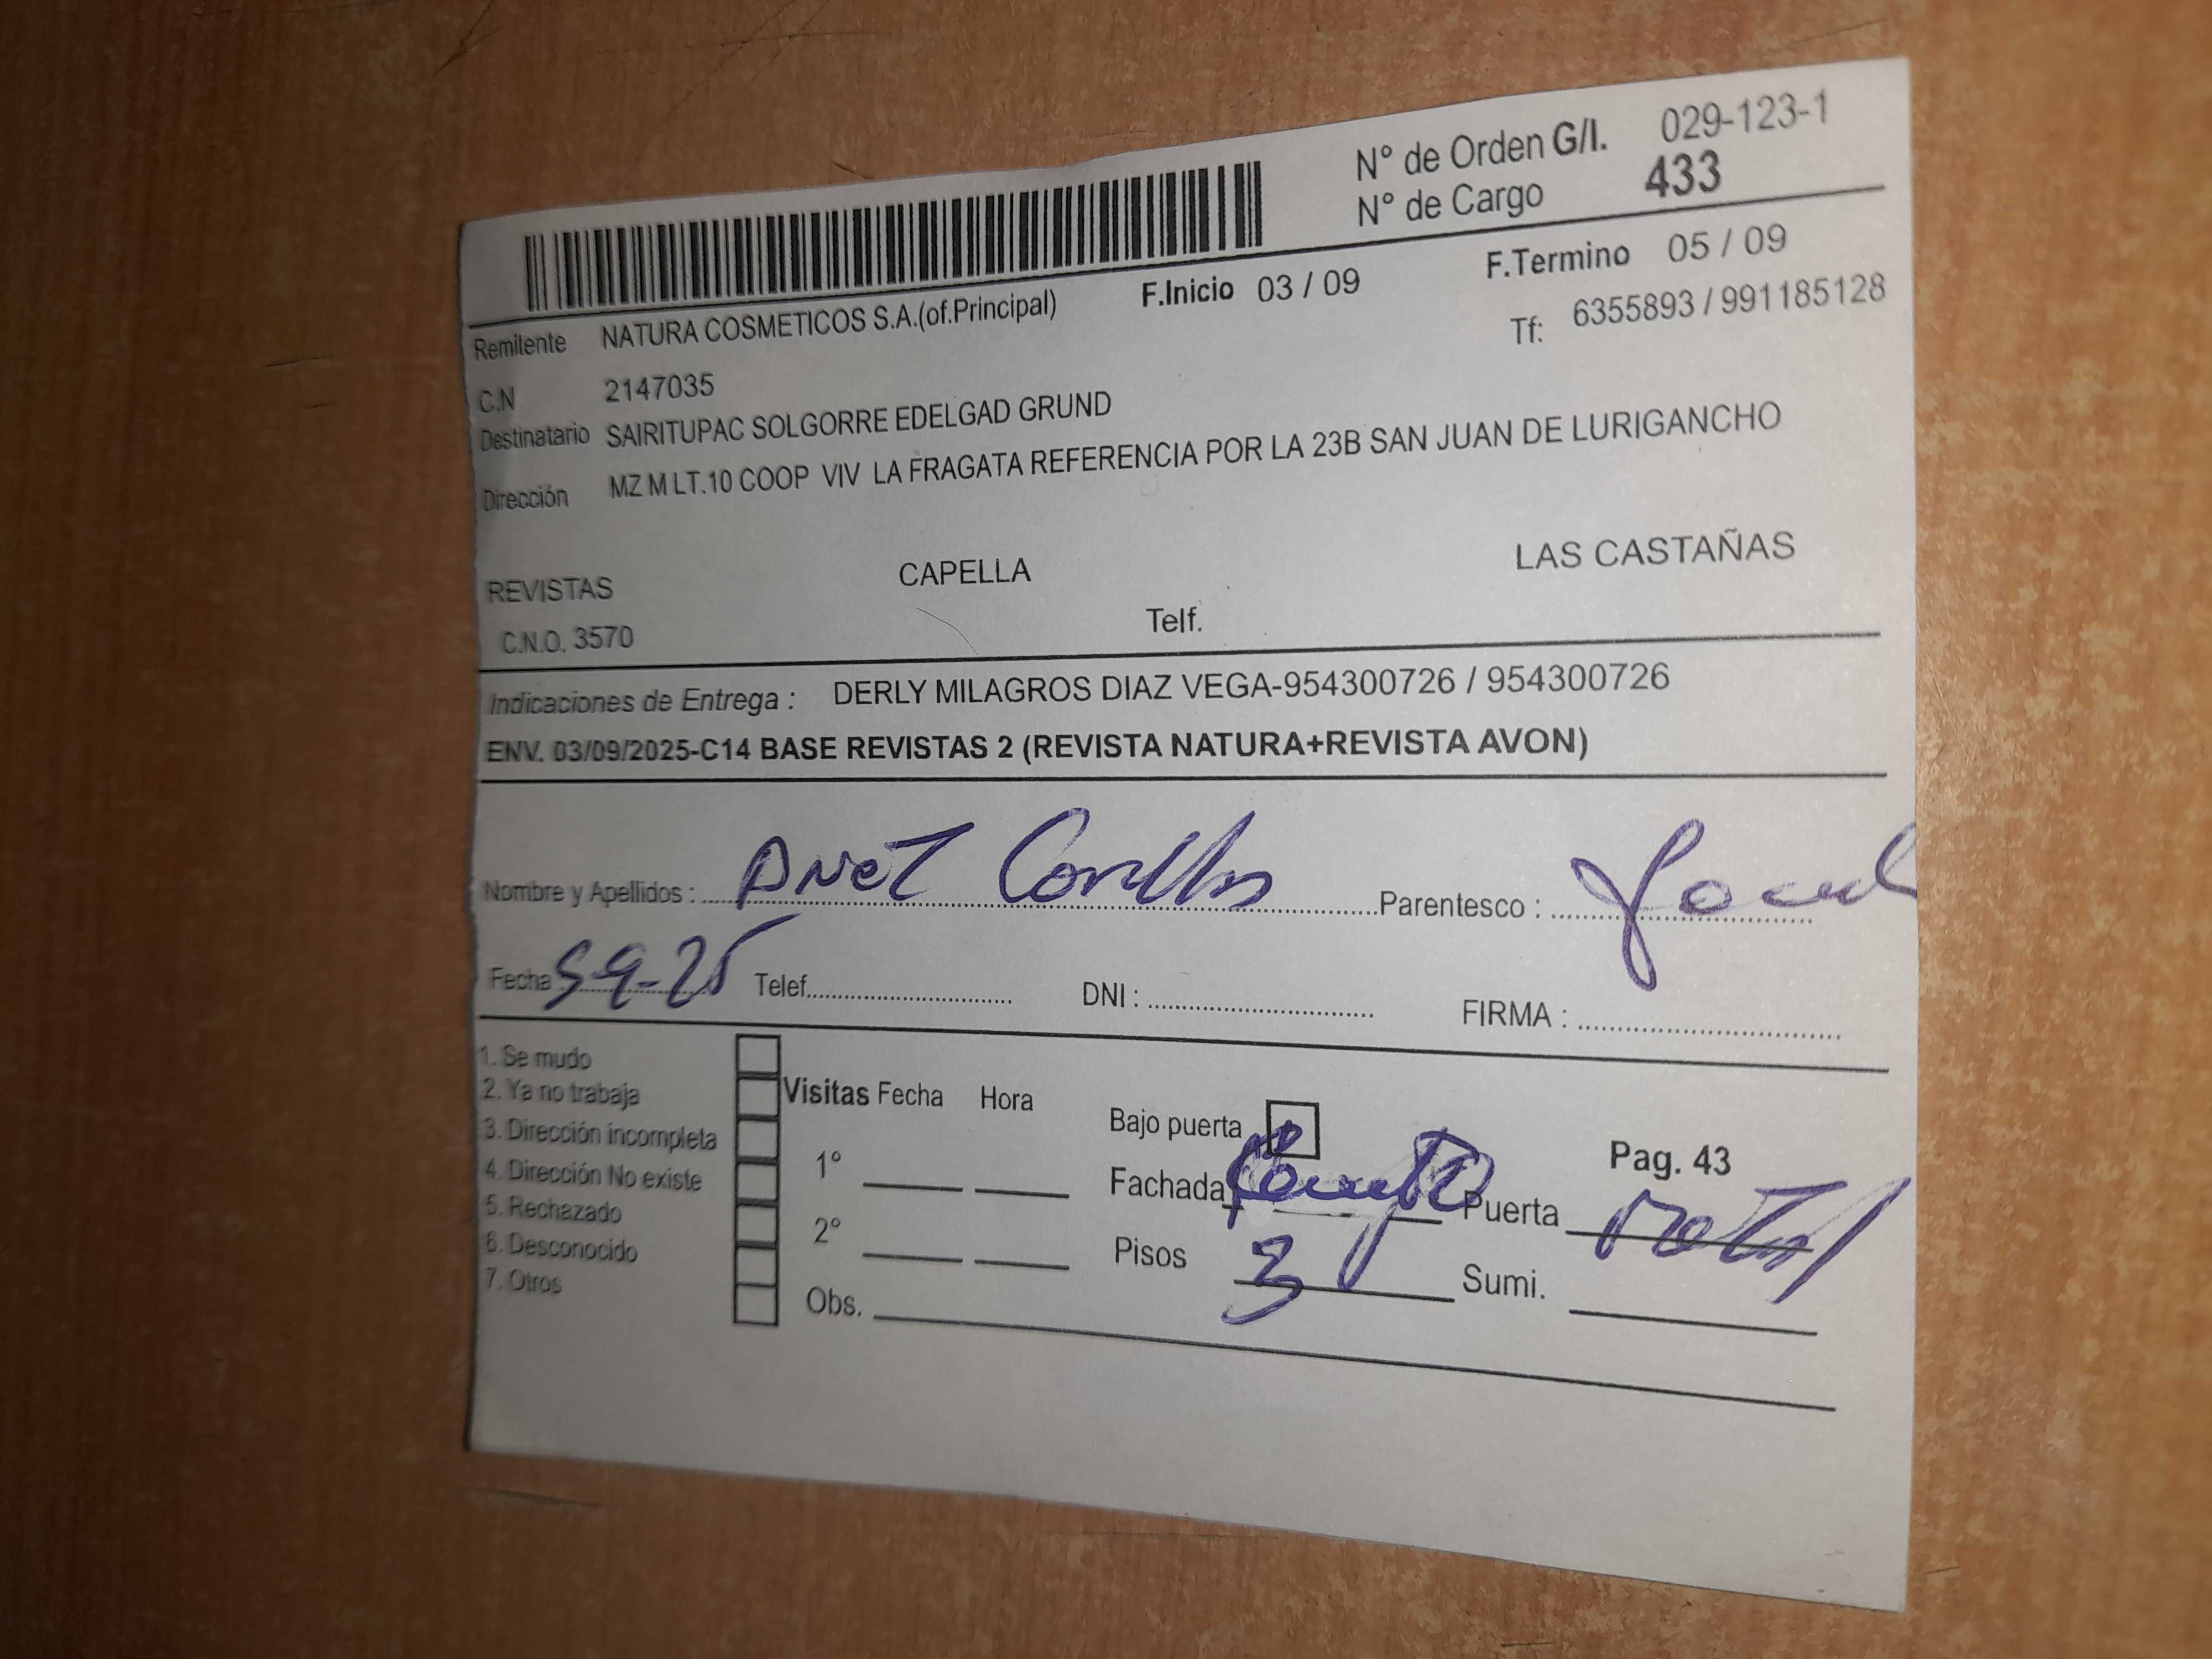 N° de Orden G/I. 029-123-1
N° de Cargo 433
F.Inicio 03 / 09 F.Termino 05 / 09
Remitente NATURA COSMETICOS S.A.(of.Principal) Tf: 6355893 / 991185128
C.N 2147035
Destinatario SAIRITUPAC SOLGORRE EDELGAD GRUND
Dirección MZ M LT.10 COOP VIV LA FRAGATA REFERENCIA POR LA 23B SAN JUAN DE LURIGANCHO
REVISTAS CAPELLA LAS CASTAÑAS
C.N.O. 3570 Telf.
Indicaciones de Entrega : DERLY MILAGROS DIAZ VEGA-954300726 / 954300726
ENV. 03/09/2025-C14 BASE REVISTAS 2 (REVISTA NATURA+REVISTA AVON)
Nombre y Apellidos : Parentesco :
Fecha 5-9-25 Telef. DNI : FIRMA :
1. Se mudo
2. Ya no trabaja Visitas Fecha Hora
3. Dirección incompleta Bajo puerta Pag. 43
4. Dirección No existe 1° Fachada Puerta
5. Rechazado
6. Desconocido 2° Pisos 3 Sumi.
7. Otros Obs.